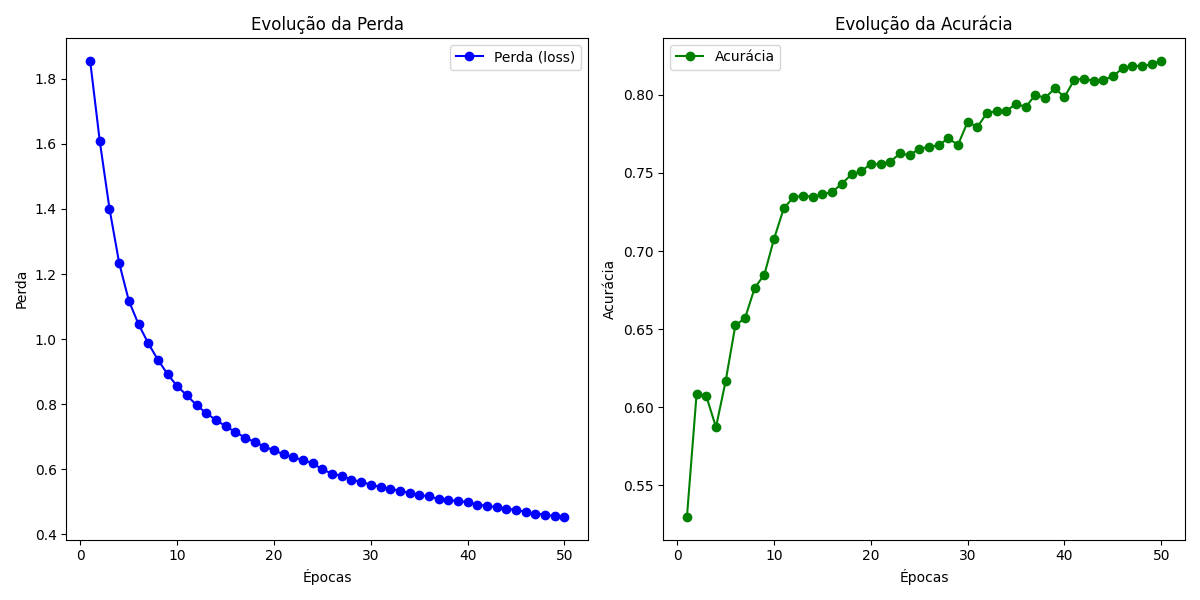 Evolução da Perda
Perda (loss)
Perda
1.8
1.6
1.4
1.2
1.0
0.8
0.6
0.4
0 10 20 30 40 50
Épocas
Evolução da Acurácia
Acurácia
Acurácia
0.80
0.75
0.70
0.65
0.60
0.55
0 10 20 30 40 50
Épocas